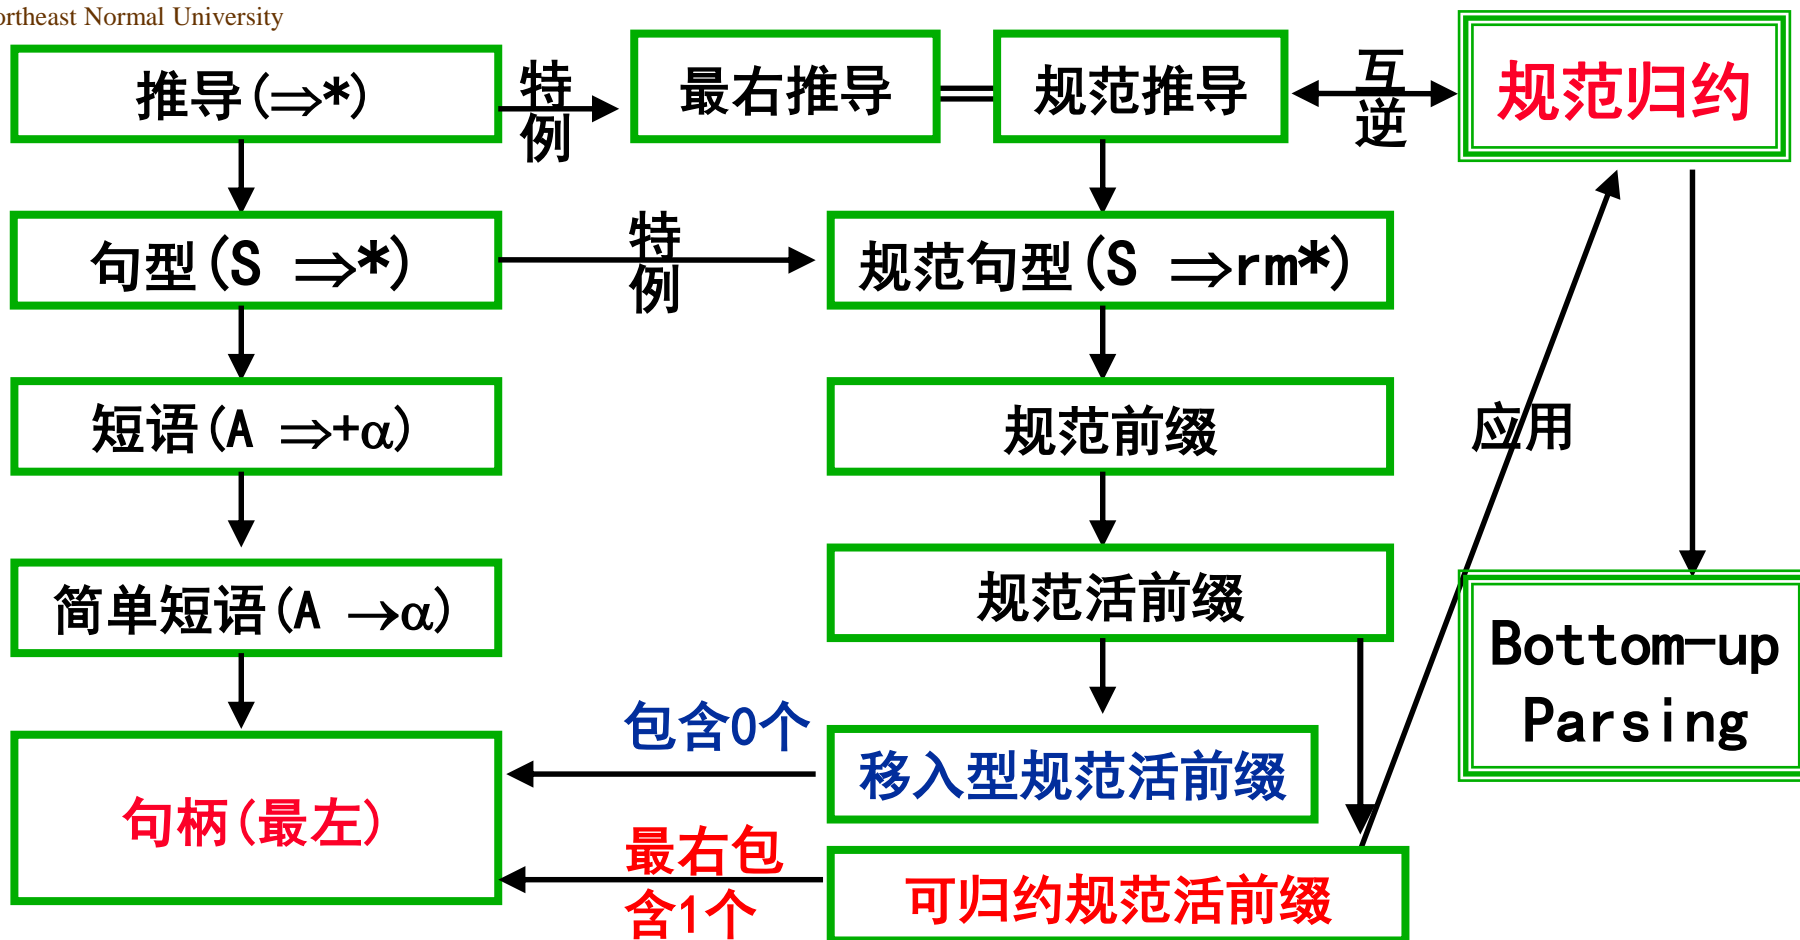 ortheast Normal University
推导(⇒*)
特
例
最右推导
规范推导
互
逆
规范归约
句型(S ⇒*)
特
例
规范句型(S ⇒rm*)
短语(A ⇒+α)
规范前缀
应用
简单短语(A →α)
规范活前缀
Bottom-up
Parsing
包含0个
移入型规范活前缀
句柄(最左)
最右包
含1个
可归约规范活前缀